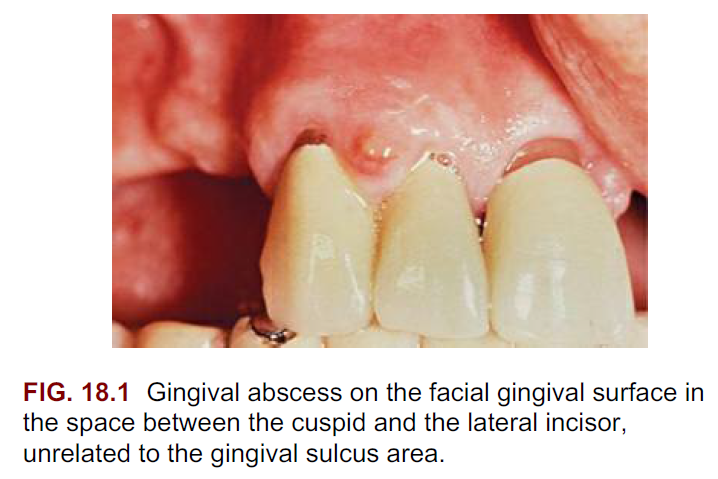 FIG. 18.1 Gingival abscess on the facial gingival surface in
the space between the cuspid and the lateral incisor,
unrelated to the gingival sulcus area.